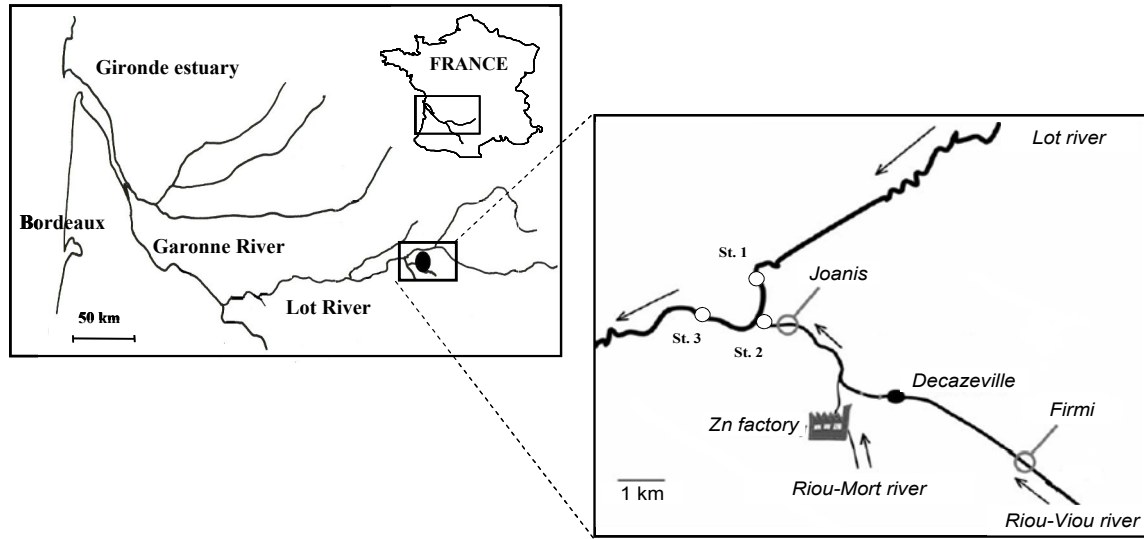 Gironde estuary
FRANCE
Bordeaux
Garonne River
Lot River
50 km
Lot river
St. 1
Joanis
St. 3
St. 2
Decazeville
Zn factory
Firmi
1 km
Riou-Mort river
Riou-Viou river